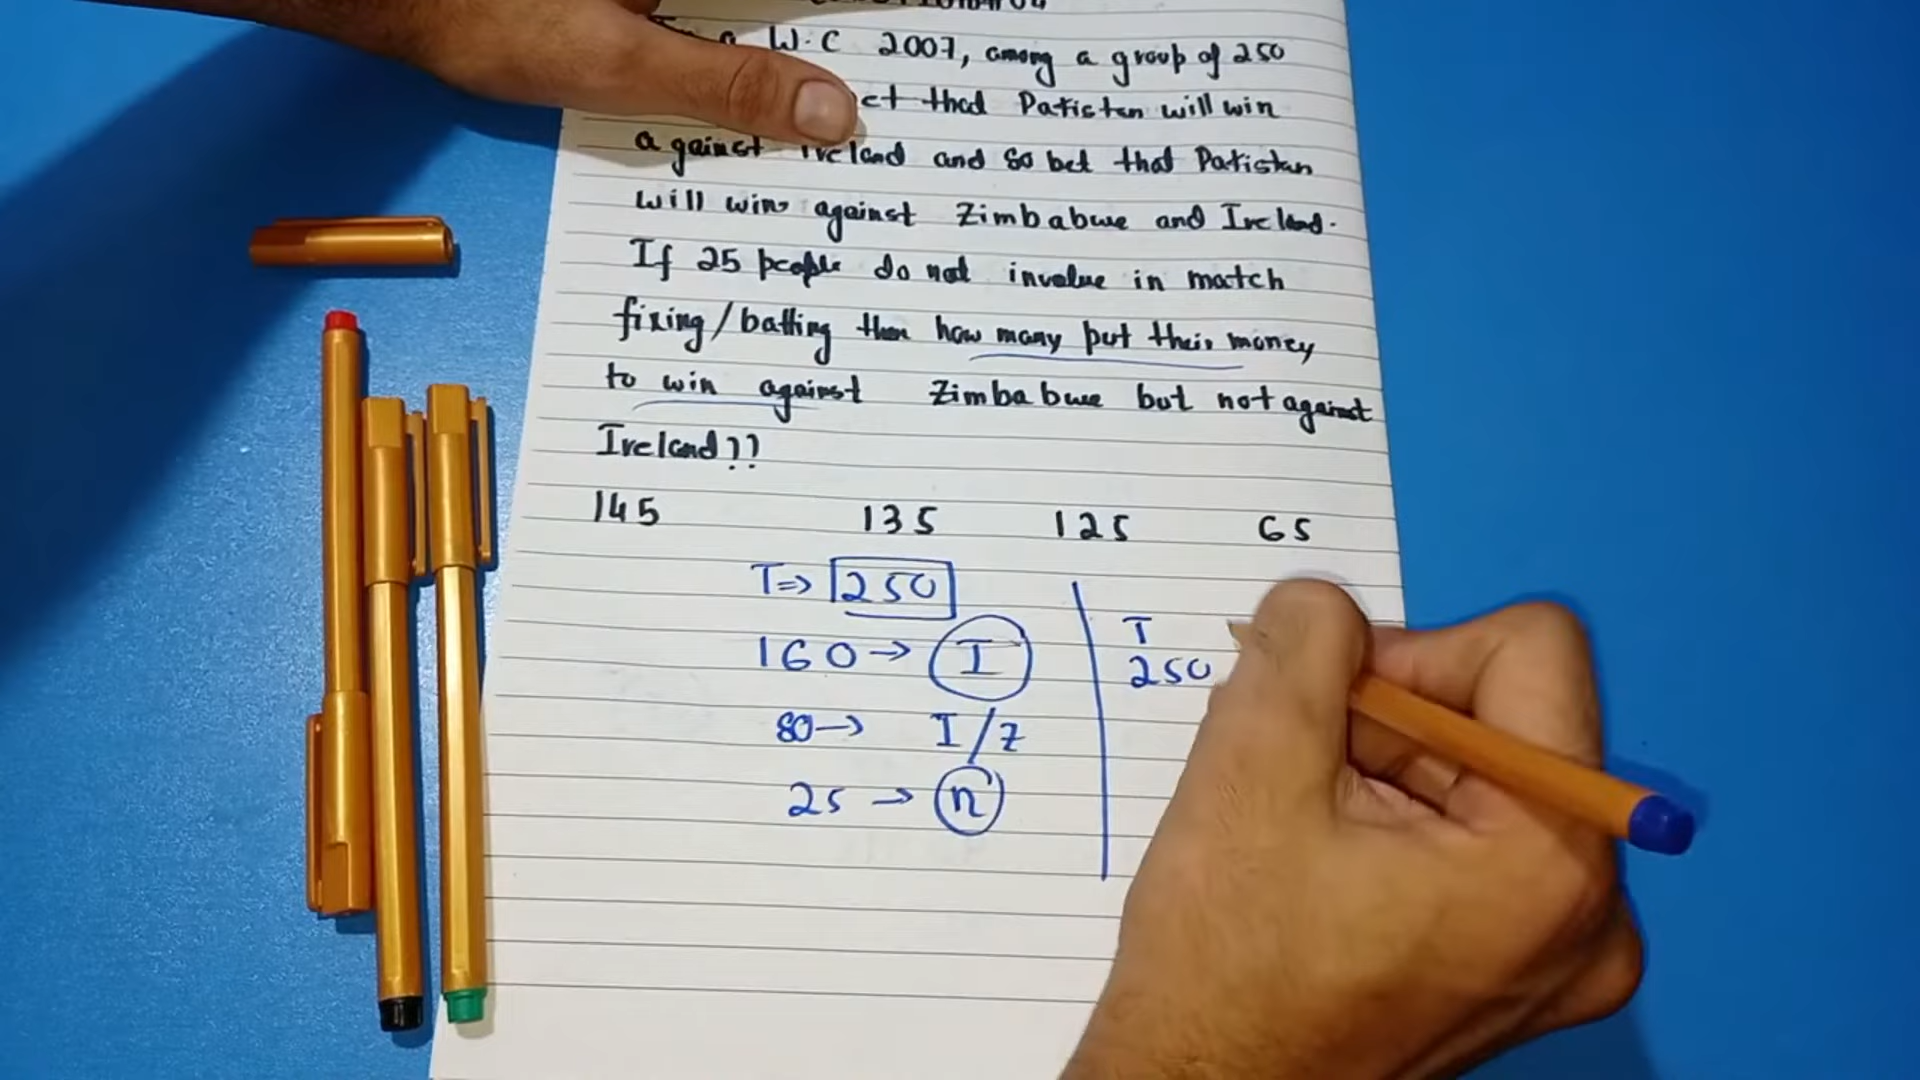 a W.C 2007, among a group of 250
that Pakistan will win
against Ireland and 80 bet that Pakistan
will win against Zimbabwe and Ireland.
If 25 people do not involue in match
fixing/batting then how many put their money
to win against Zimbabwe but not against
Ireland??
145 135 125 65
T=> 250
160 → I
80 → I/Z
25 → n
T
250